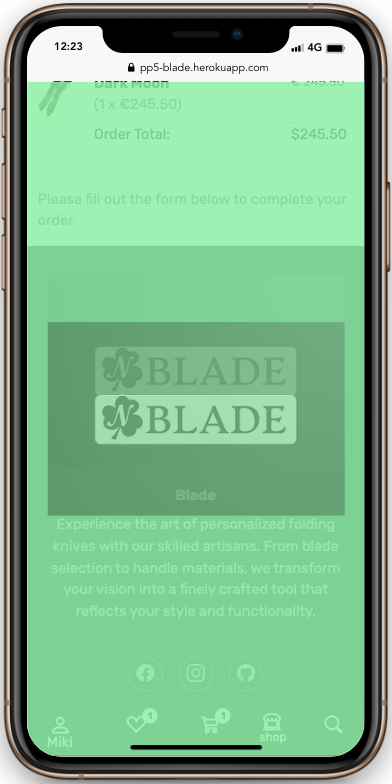 12:23
4G
pp5-blade.herokuapp.com
Dark Moon
€ 245.50
(1 x €245.50)
Order Total: $245.50
Please fill out the form below to complete your
order
N BLADE
N BLADE
Blade
Experience the art of personalized folding
knives with our skilled artisans. From blade
selection to handle materials, we transform
your vision into a finely crafted tool that
reflects your style and functionality.
1
1
Miki
shop